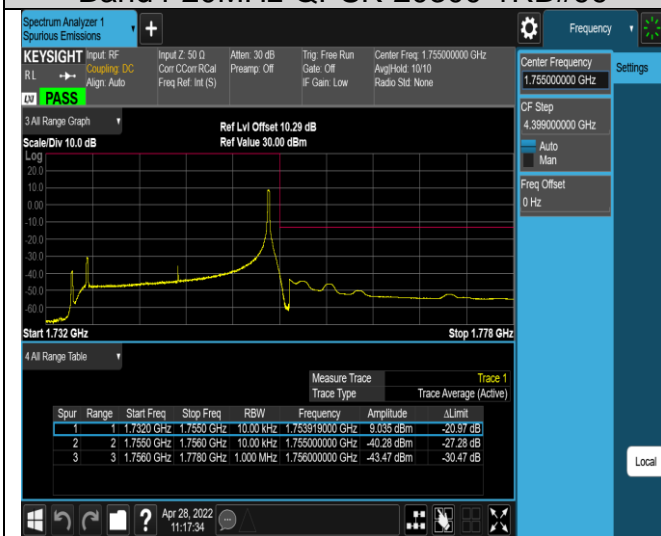 Spectrum Analyzer 1
Spurious Emissions
Frequency
KEYSIGHT
RL
LXI
PASS
Input: RF
Coupling: DC
Align: Auto
Input Z: 50 Ω
Corr CCorr RCal
Freq Ref: Int (S)
Atten: 30 dB
Preamp: Off
Trig: Free Run
Gate: Off
IF Gain: Low
Center Freq: 1.755000000 GHz
Avg|Hold: 10/10
Radio Std: None
Center Frequency
1.755000000 GHz
Settings
CF Step
4.399000000 GHz
Auto
Man
Freq Offset
0 Hz
3 All Range Graph
Scale/Div 10.0 dB
Ref Lvl Offset 10.29 dB
Ref Value 30.00 dBm
Log
20.0
10.0
0.00
-10.0
-20.0
-30.0
-40.0
-50.0
-60.0
Start 1.732 GHz
Stop 1.778 GHz
4 All Range Table
Measure Trace Trace 1
Trace Type Trace Average (Active)
Spur Range Start Freq Stop Freq RBW Frequency Amplitude ΔLimit
1 1 1.7320 GHz 1.7550 GHz 10.00 kHz 1.753919000 GHz 9.035 dBm -20.97 dB
2 2 1.7550 GHz 1.7560 GHz 10.00 kHz 1.755000000 GHz -40.28 dBm -27.28 dB
3 3 1.7560 GHz 1.7780 GHz 1.000 MHz 1.756000000 GHz -43.47 dBm -30.47 dB
Local
Apr 28, 2022
11:17:34